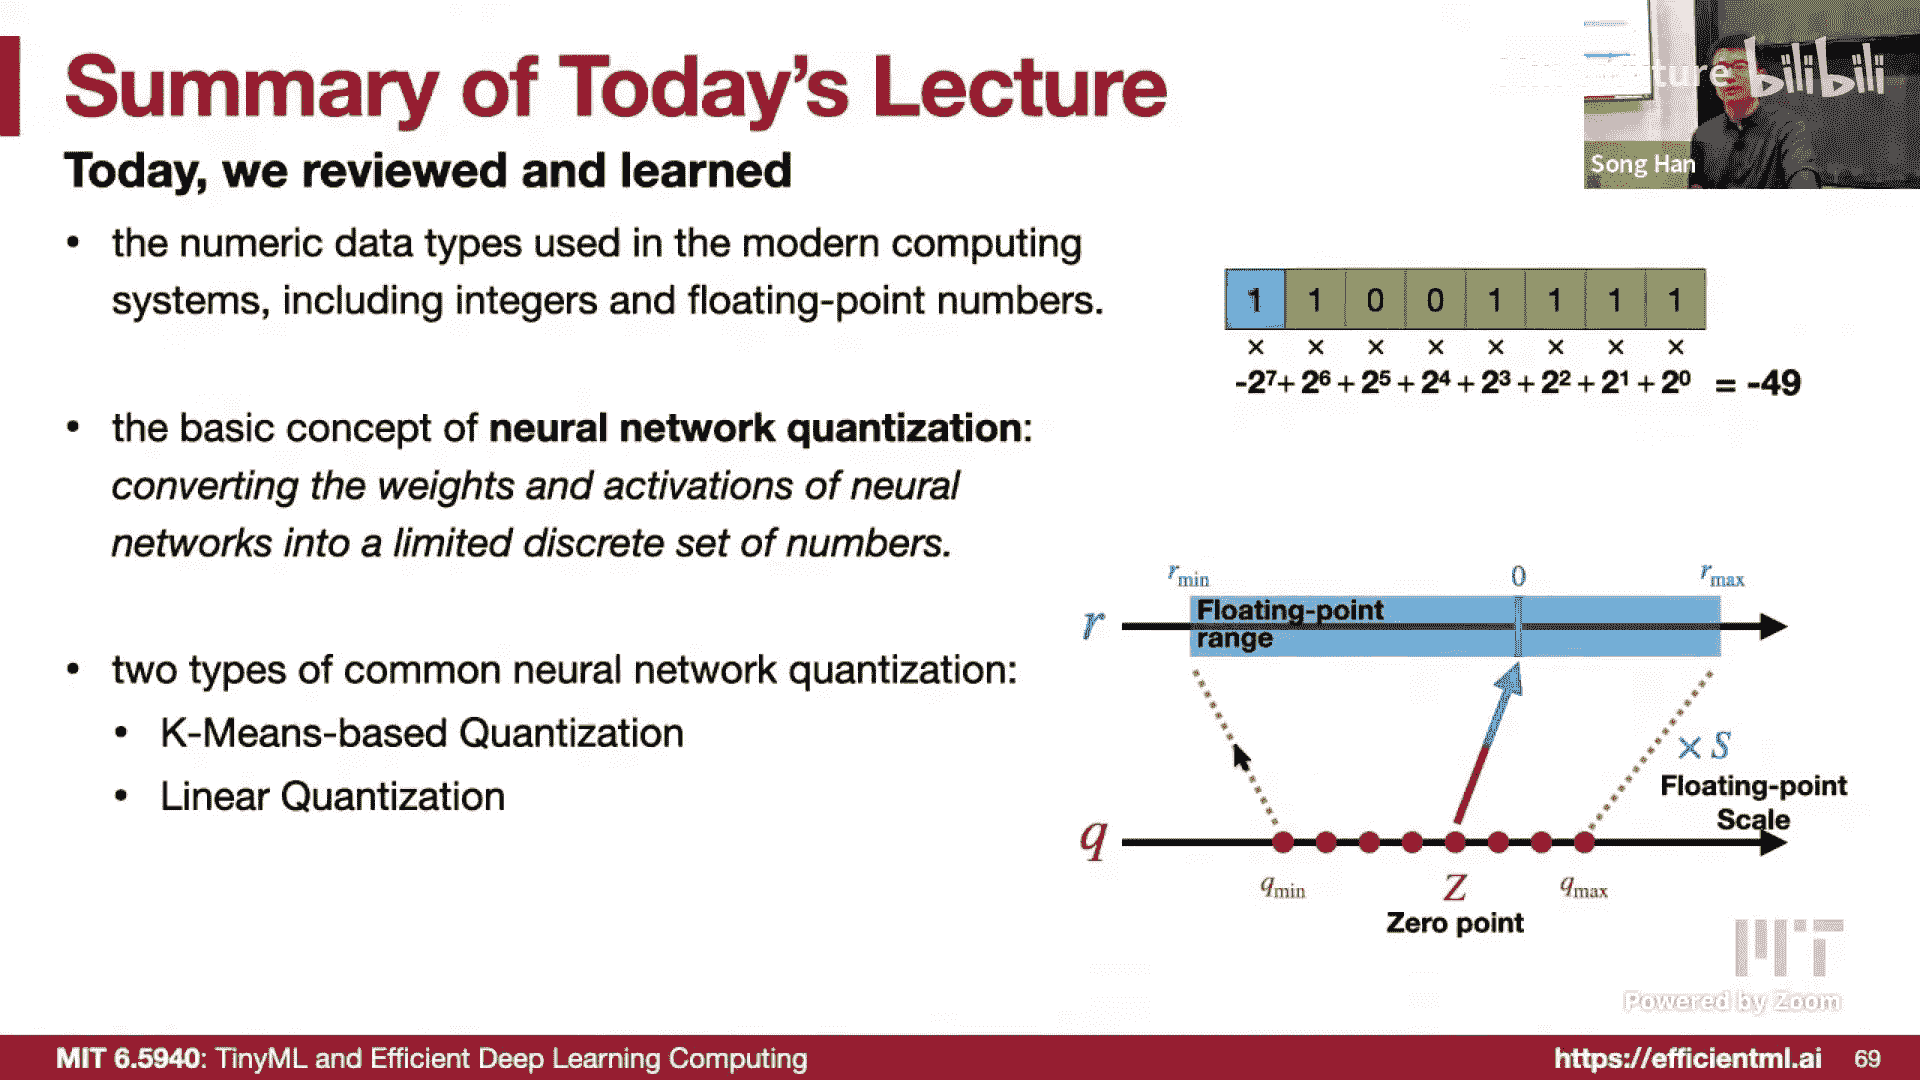 Summary of Today's Lecture
bilibili
Song Han
Today, we reviewed and learned
• the numeric data types used in the modern computing
systems, including integers and floating-point numbers.
1 1 0 0 1 1 1 1
× × × × × × × ×
-2⁷+ 2⁶ + 2⁵ + 2⁴ + 2³ + 2² + 2¹ + 2⁰ = -49
• the basic concept of neural network quantization:
converting the weights and activations of neural
networks into a limited discrete set of numbers.
r_min 0 r_max
r Floating-point
range
• two types of common neural network quantization:
• K-Means-based Quantization
• Linear Quantization
× S
Floating-point
Scale
q
q_min Z q_max
Zero point
MIT
Powered by Zoom
MIT 6.5940: TinyML and Efficient Deep Learning Computing
https://efficientml.ai 69